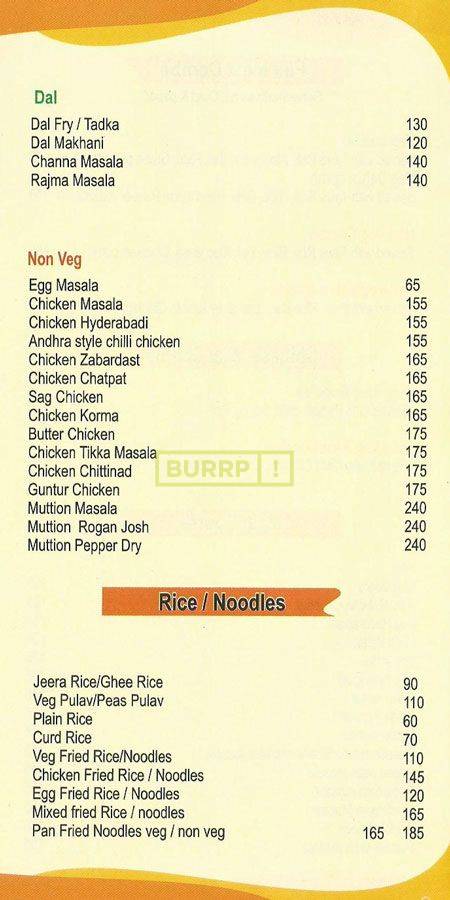 Dal
Dal Fry / Tadka 130
Dal Makhani 120
Channa Masala 140
Rajma Masala 140
Non Veg
Egg Masala 65
Chicken Masala 155
Chicken Hyderabadi 155
Andhra style chilli chicken 155
Chicken Zabardast 165
Chicken Chatpat 165
Sag Chicken 165
Chicken Korma 165
Butter Chicken 175
Chicken Tikka Masala 175
BURRP!
Chicken Chittinad 175
Guntur Chicken 175
Muttion Masala 240
Muttion Rogan Josh 240
Muttion Pepper Dry 240
Rice / Noodles
Jeera Rice/Ghee Rice 90
Veg Pulav/Peas Pulav 110
Plain Rice 60
Curd Rice 70
Veg Fried Rice/Noodles 110
Chicken Fried Rice / Noodles 145
Egg Fried Rice / Noodles 120
Mixed fried Rice / noodles 165
Pan Fried Noodles veg / non veg 165 185